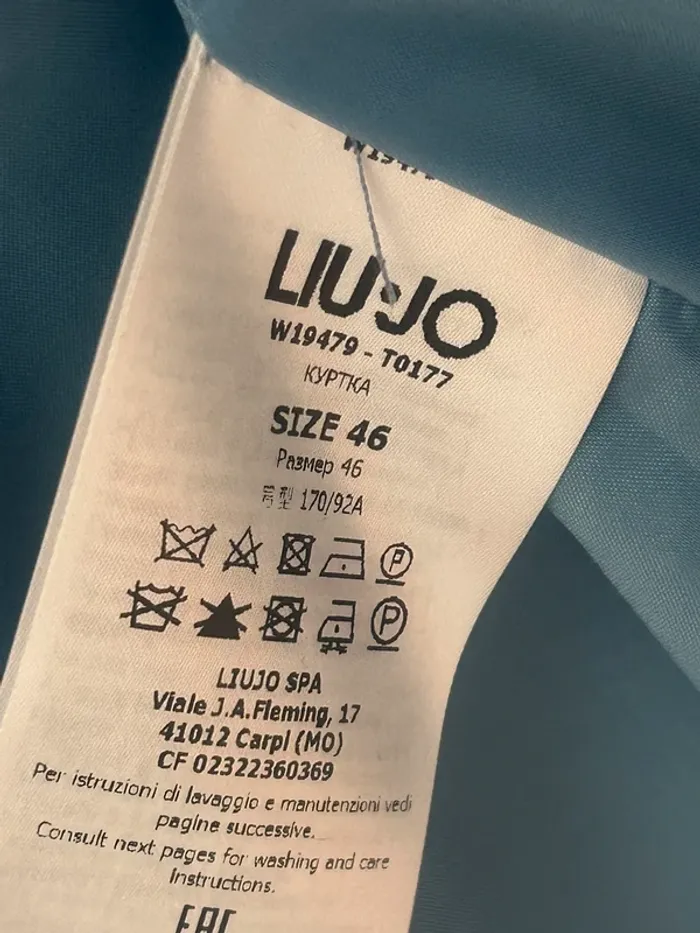 LIU·JO
W19479 - T0177
КУРТКА
SIZE 46
Размер 46
170/92A
P
P
LIUJO SPA
Viale J.A.Fleming, 17
41012 Carpi (MO)
CF 02322360369
Per istruzioni di lavaggio e manutenzioni vedi
pagine successive.
Consult next pages for washing and care
instructions.
EAC